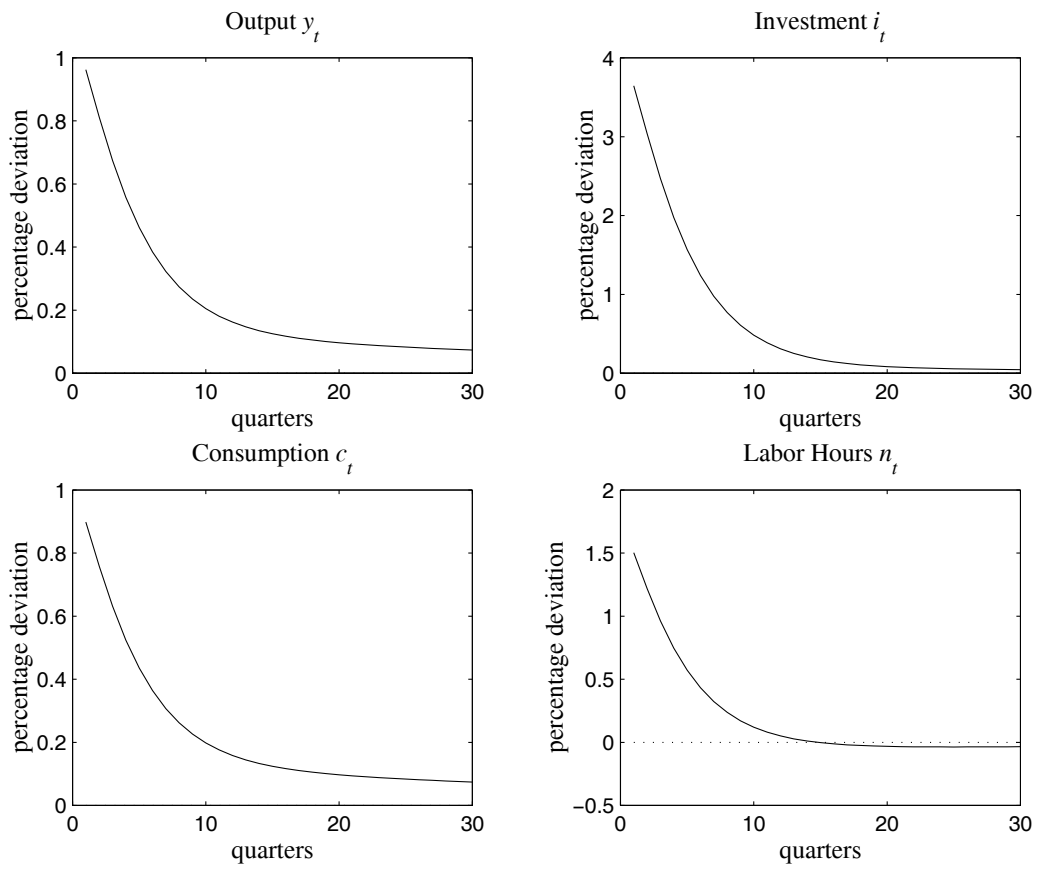 Output y_t
1
0.8
0.6
0.4
0.2
0
percentage deviation
0 10 20 30
quarters
Investment i_t
4
3
2
1
0
percentage deviation
0 10 20 30
quarters
Consumption c_t
1
0.8
0.6
0.4
0.2
0
percentage deviation
0 10 20 30
quarters
Labor Hours n_t
2
1.5
1
0.5
0
−0.5
percentage deviation
0 10 20 30
quarters